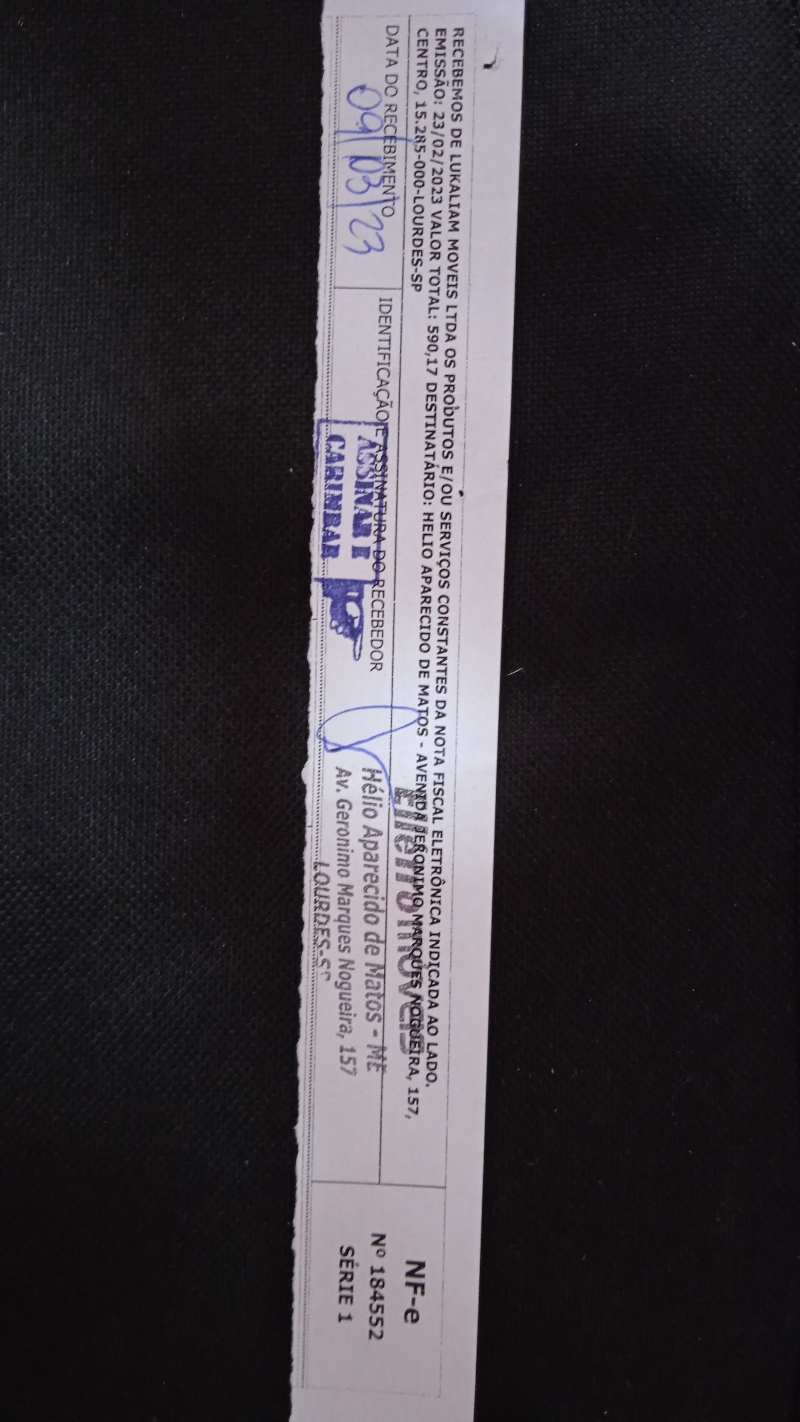 RECEBEMOS DE LUKALIAM MOVEIS LTDA OS PRODUTOS E/OU SERVIÇOS CONSTANTES DA NOTA FISCAL ELETRÔNICA INDICADA AO LADO.
EMISSÃO: 23/02/2023 VALOR TOTAL: 590,17 DESTINATÁRIO: HELIO APARECIDO DE MATOS - AVENIDA JERONIMO MARQUES NOGUEIRA, 157,
CENTRO, 15.285-000-LOURDES-SP
DATA DO RECEBIMENTO
09/03/23
IDENTIFICAÇÃO E ASSINATURA DO RECEBEDOR
ASSINAR E
CARIMBAR
Hélio Aparecido de Matos - ME
Av. Geronimo Marques Nogueira, 157
LOURDES-SP
NF-e
Nº 184552
SÉRIE 1